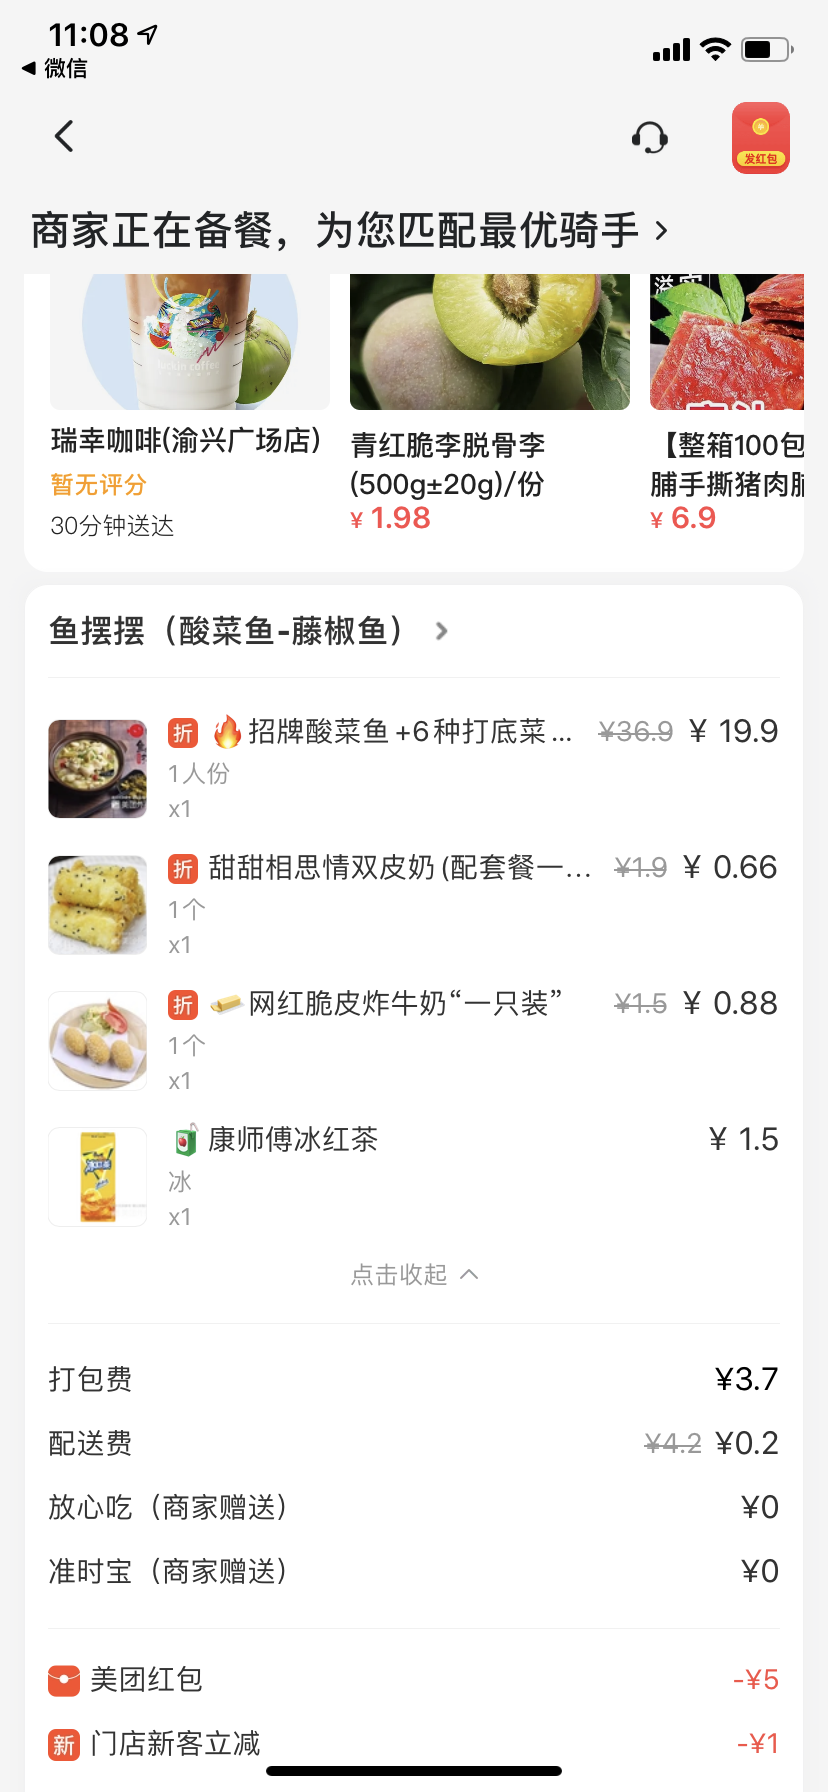 11:08
微信
发红包
商家正在备餐，为您匹配最优骑手
luckin coffee
瑞幸咖啡(渝兴广场店)
暂无评分
30分钟送达
青红脆李脱骨李
(500g±20g)/份
¥ 1.98
【整箱100包
脯手撕猪肉脯
¥ 6.9
鱼摆摆（酸菜鱼-藤椒鱼）
折 🔥招牌酸菜鱼+6种打底菜... ¥36.9 ¥ 19.9
1人份
x1
折 甜甜相思情双皮奶(配套餐一... ¥1.9 ¥ 0.66
1个
x1
折 🧈网红脆皮炸牛奶“一只装” ¥1.5 ¥ 0.88
1个
x1
🧃康师傅冰红茶 ¥ 1.5
冰
x1
点击收起
打包费 ¥3.7
配送费 ¥4.2 ¥0.2
放心吃（商家赠送） ¥0
准时宝（商家赠送） ¥0
美团红包 -¥5
新 门店新客立减 -¥1